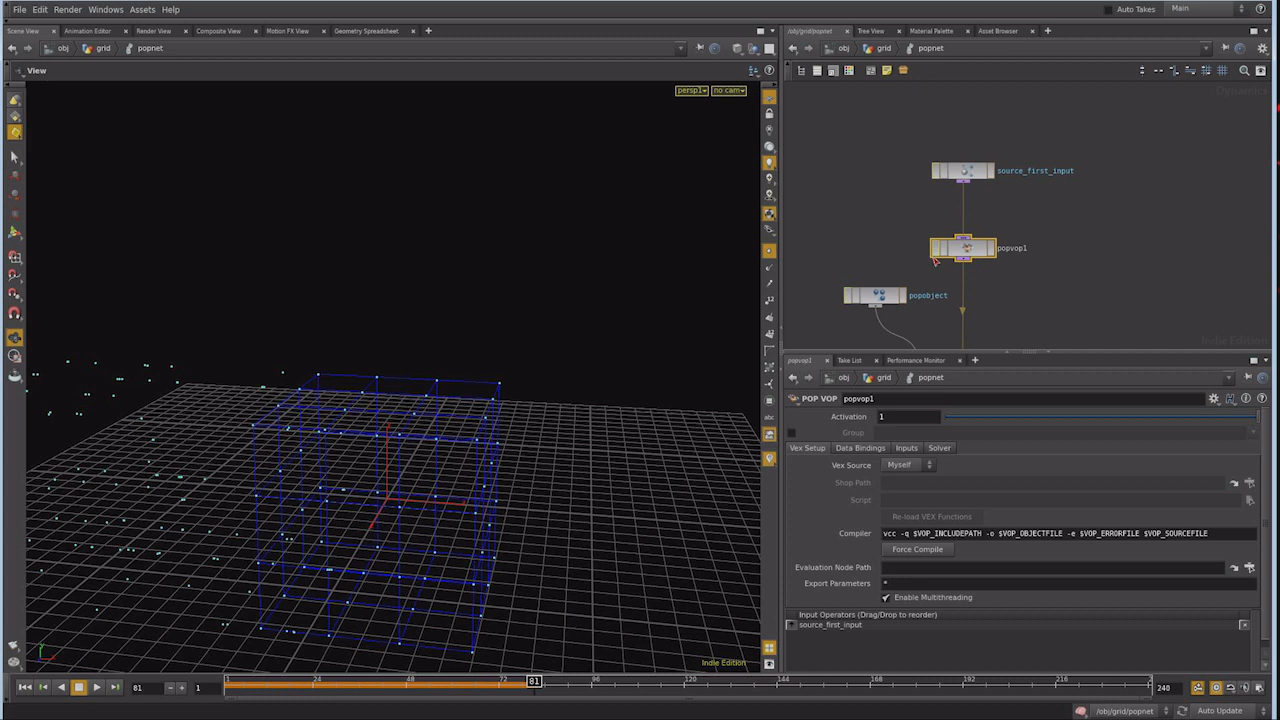 File Edit Render Windows Assets Help Auto Takes Main
Scene View Animation Editor Render View Composite View Motion FX View Geometry Spreadsheet
/obj/grid/popnet Tree View Material Palette Asset Browser
obj grid popnet
obj grid popnet
View
persp1 no cam
Dynamics
source_first_input
popvop1
popobject
Indie Edition
popvop1 Take List Performance Monitor
obj grid popnet
POP VOP popvop1
Activation 1
Group
Vex Setup Data Bindings Inputs Solver
Vex Source Myself
Shop Path
Script
Re-load VEX Functions
Compiler vcc -q $VOP_INCLUDEPATH -o $VOP_OBJECTFILE -e $VOP_ERRORFILE $VOP_SOURCEFILE
Force Compile
Evaluation Node Path
Export Parameters *
Enable Multithreading
Input Operators (Drag/Drop to reorder)
source_first_input
Indie Edition
81 1 1 24 48 72 81 96 120 144 168 192 216 2 240
/obj/grid/popnet Auto Update